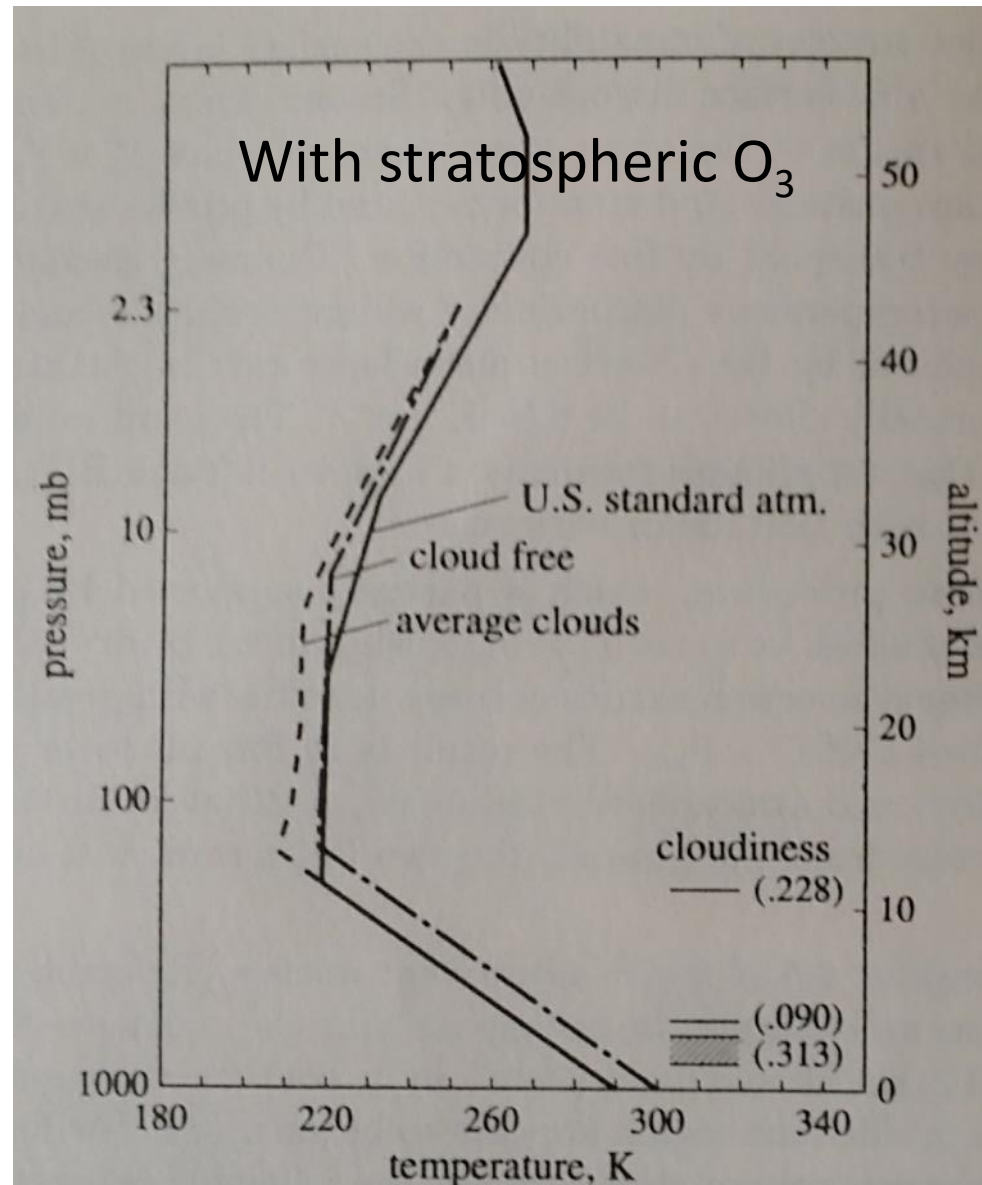 With stratospheric O₃
50
2.3
40
U.S. standard atm.
10
30
cloud free
average clouds
pressure, mb
altitude, km
20
100
cloudiness
(.228)
10
(.090)
(.313)
1000
0
180 220 260 300 340
temperature, K